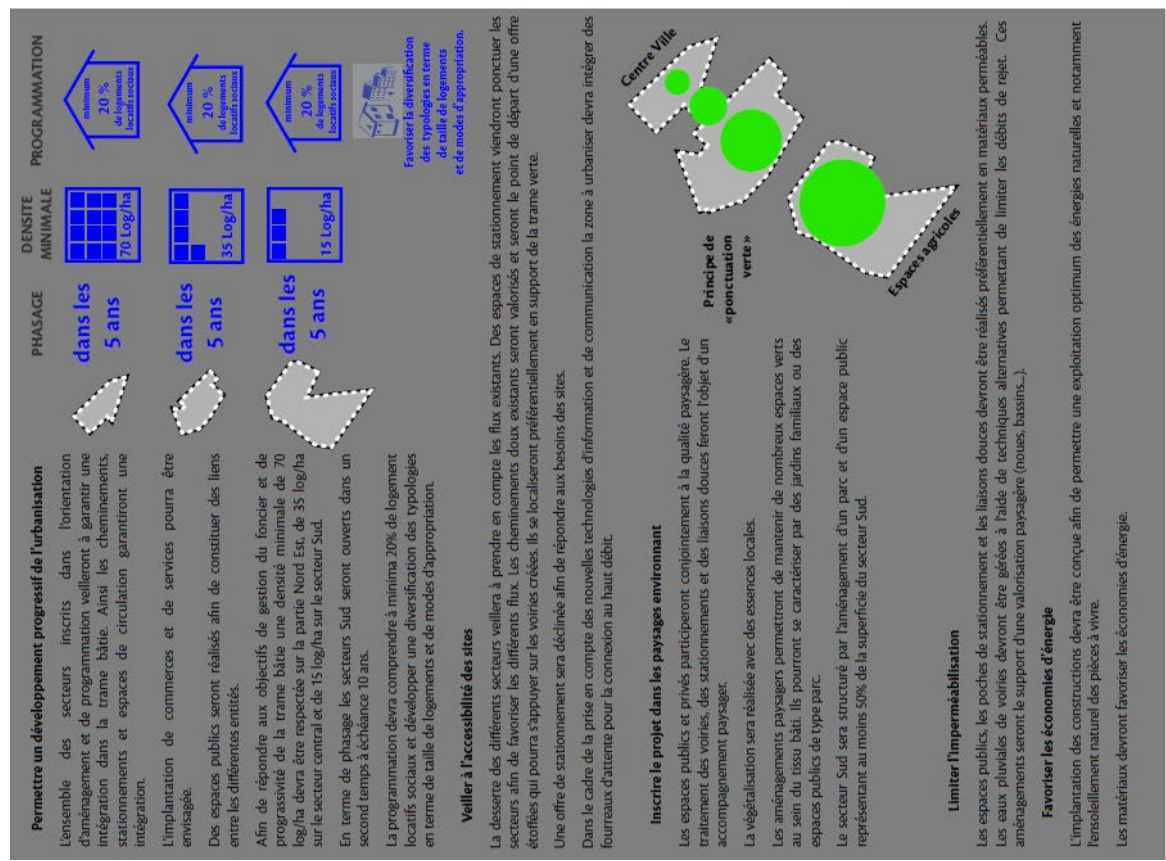 Permettre un développement progressif de l'urbanisation
L'ensemble des secteurs inscrits dans l'orientation
d'aménagement et de programmation veilleront à garantir une
intégration dans la trame bâtie. Ainsi les cheminements,
stationnements et espaces de circulation garantiront une
intégration.
L'implantation de commerces et de services pourra être
envisagée.
Des espaces publics seront réalisés afin de constituer des liens
entre les différentes entités.
Afin de répondre aux objectifs de gestion du foncier et de
prograssivité de la trame bâtie une densité minimale de 70
log/ha devra être respectée sur la partie Nord Est, de 35 log/ha
sur le secteur central et de 15 log/ha sur le secteur Sud.
En terme de phasage les secteurs Sud seront ouverts dans un
second temps à échéance 10 ans.
La programmation devra comprendre à minima 20% de logement
locatifs sociaux et développer une diversification des typologies
en terme de taille de logements et de modes d'appropriation.
PHASAGE
DENSITE
MINIMALE
PROGRAMMATION
dans les
5 ans
70 Log/ha
minimum
20 %
de logements
locatifs sociaux
dans les
5 ans
35 Log/ha
minimum
20 %
de logements
locatifs sociaux
dans les
5 ans
15 Log/ha
minimum
20 %
de logements
locatifs sociaux
Favoriser la diversification
des typologies en terme
de taille de logements
et de modes d'appropriation.
Veiller à l'accessibilité des sites
La desserte des différents secteurs veillera à prendre en compte les flux existants. Des espaces de stationnement viendront ponctuer les
secteurs afin de favoriser les différents flux. Les cheminements doux existants seront valorisés et seront le point de départ d'une offre
étoffées qui pourra s'appuyer sur les voiries créées. Ils se localiseront préférentiellement en support de la trame verte.
Une offre de stationnement sera déclinée afin de répondre aux besoins des sites.
Dans le cadre de la prise en compte des nouvelles technologies d'information et de communication la zone à urbaniser devra intégrer des
fourreaux d'attente pour la connexion au haut débit.
Inscrire le projet dans les paysages environnant
Les espaces publics et privés participeront conjointement à la qualité paysagère. Le
traitement des voiries, des stationnements et des liaisons douces feront l'objet d'un
accompagnement paysager.
La végétalisation sera réalisée avec des essences locales.
Les aménagements paysagers permettront de mantenir de nombreux espaces verts
au sein du tissu bâti. Ils pourront se caractériser par des jardins familiaux ou des
espaces publics de type parc.
Le secteur Sud sera structuré par l'aménagement d'un parc et d'un espace public
représentant au moins 50% de la superficie du secteur Sud.
Principe de
«ponctuation
verte»
Centre Ville
Espaces agricoles
Limiter l'imperméabilisation
Les espaces publics, les poches de stationnement et les liaisons douces devront être réalisés préférentiellement en matériaux perméables.
Les eaux pluviales de voiries devront être gérées à l'aide de techniques alternatives permettant de limiter les débits de rejet. Ces
aménagements seront le support d'une valorisation paysagère (noues, bassins...).
Favoriser les économies d'énergie
L'implantation des constructions devra être conçue afin de permettre une exploitation optimum des énergies naturelles et notamment
l'ensoleillement naturel des pièces à vivre.
Les matériaux devront favoriser les économies d'énergie.